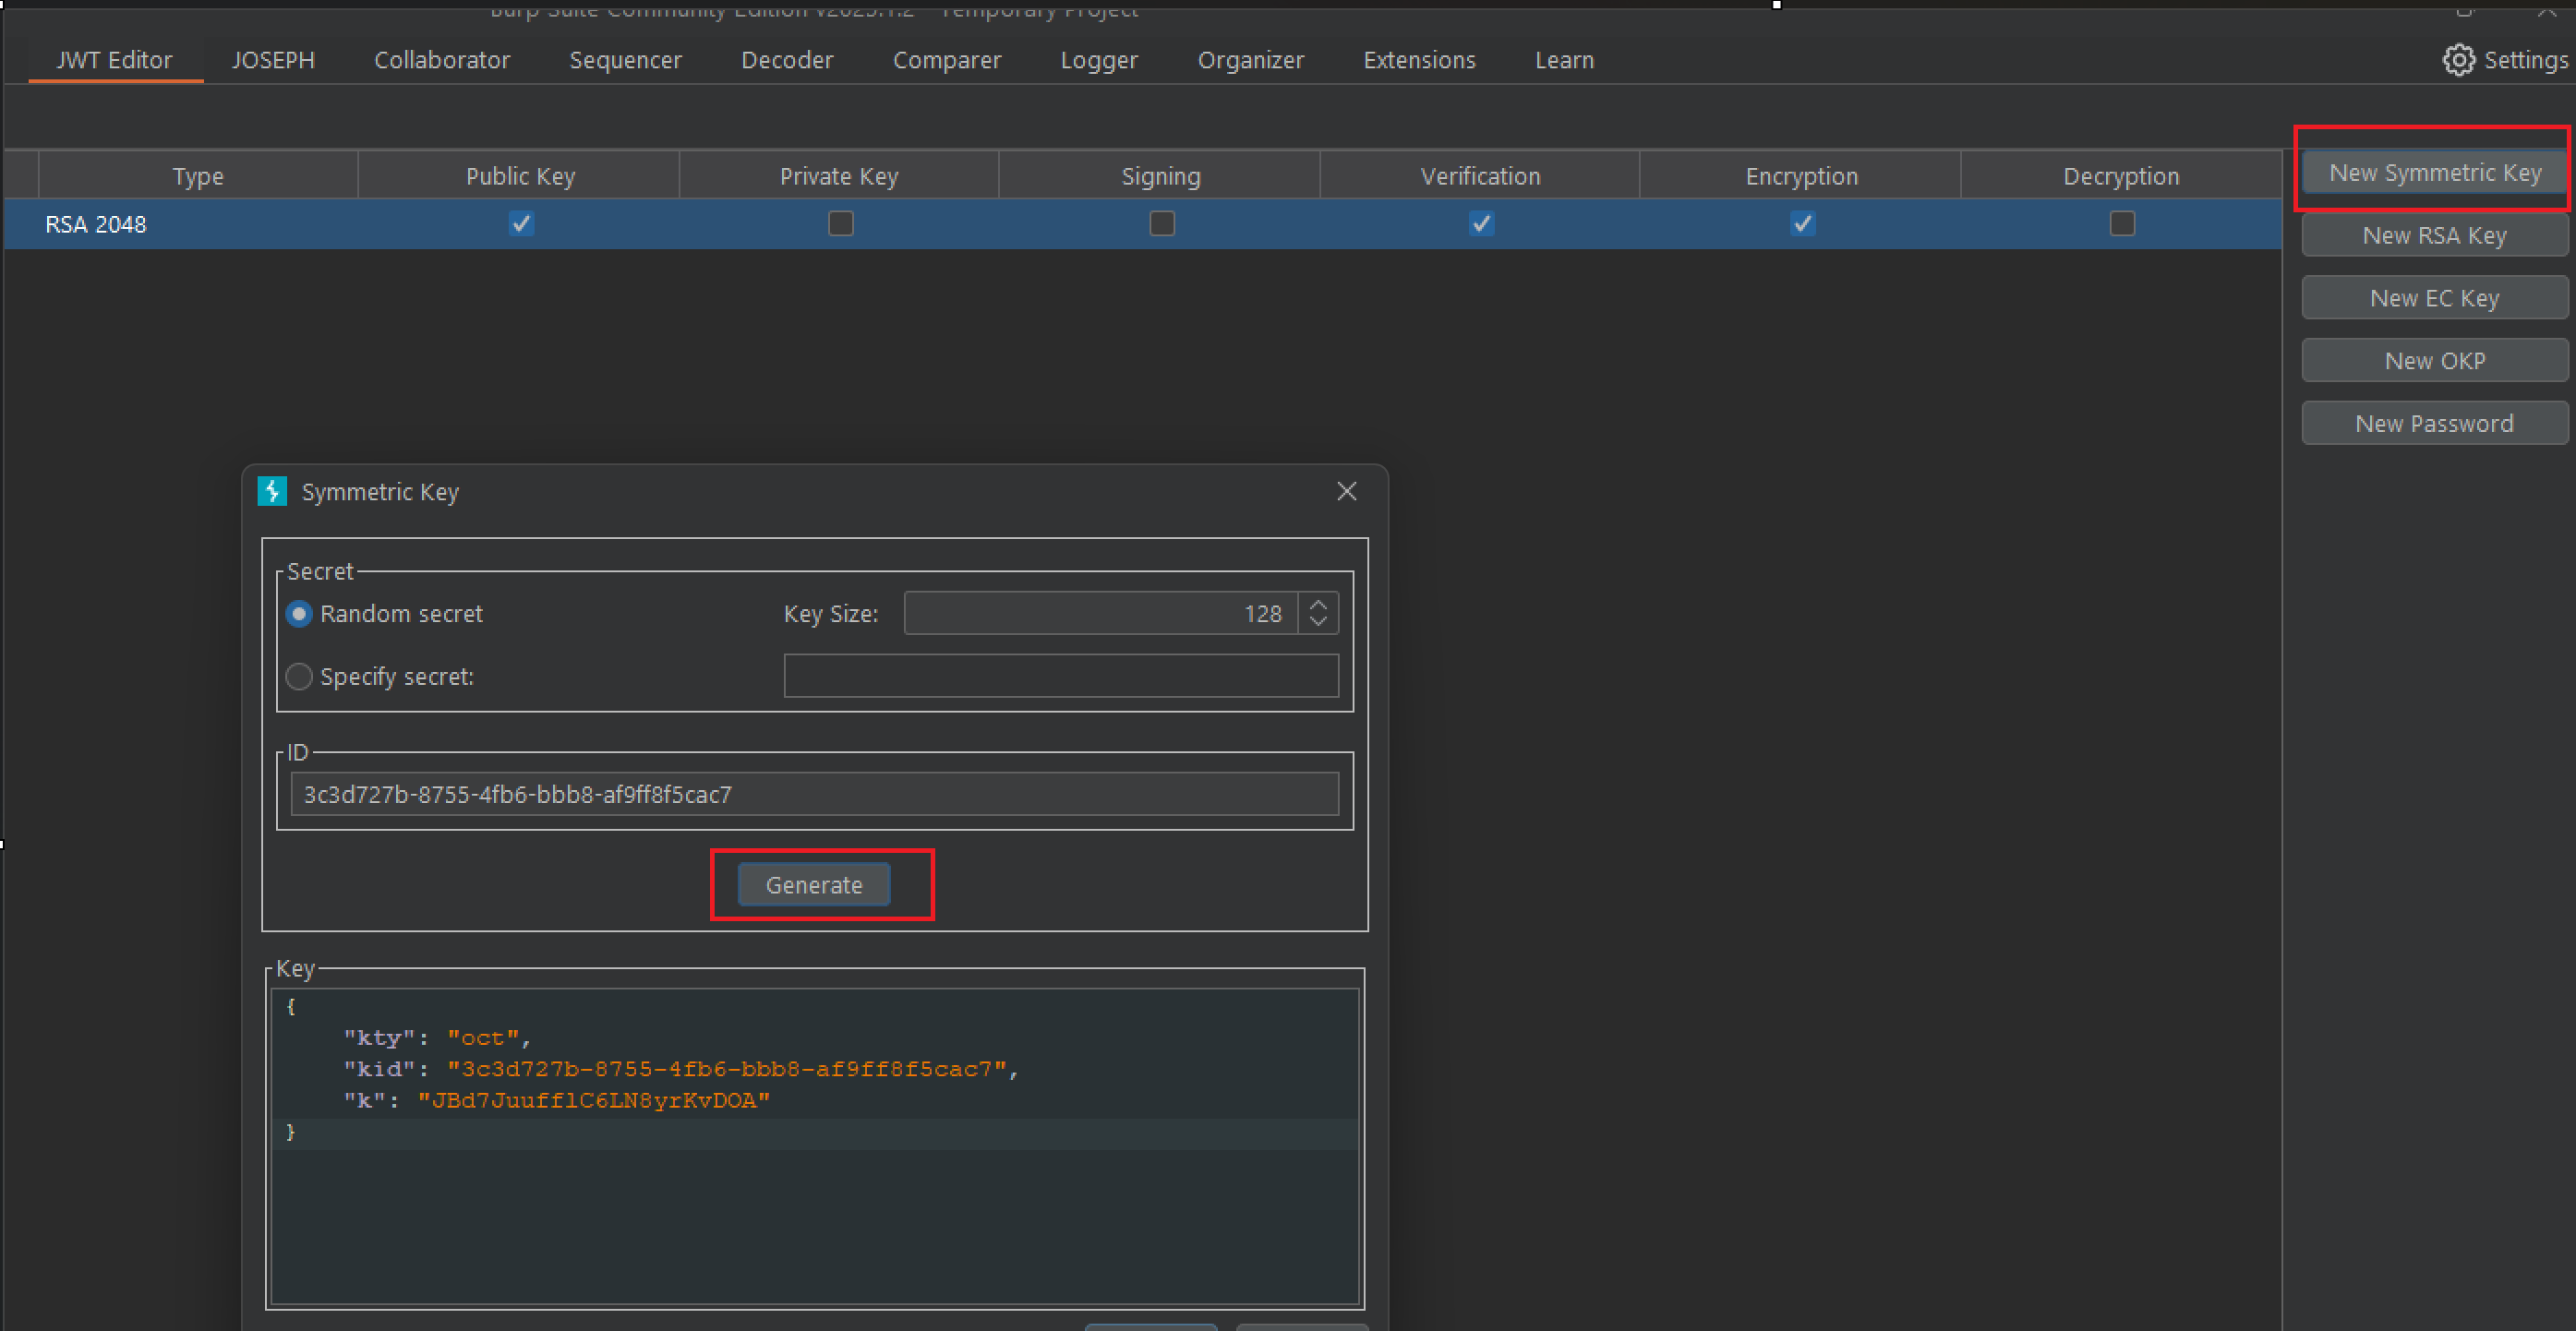 Burp Suite Community Edition v2025.1.2 - Temporary Project
JWT Editor JOSEPH Collaborator Sequencer Decoder Comparer Logger Organizer Extensions Learn Settings
Type Public Key Private Key Signing Verification Encryption Decryption
RSA 2048
New Symmetric Key
New RSA Key
New EC Key
New OKP
New Password
Symmetric Key
Secret
Random secret Key Size: 128
Specify secret:
ID
3c3d727b-8755-4fb6-bbb8-af9ff8f5cac7
Generate
Key
{
"kty": "oct",
"kid": "3c3d727b-8755-4fb6-bbb8-af9ff8f5cac7",
"k": "JBd7JuufflC6LN8yrKvDOA"
}